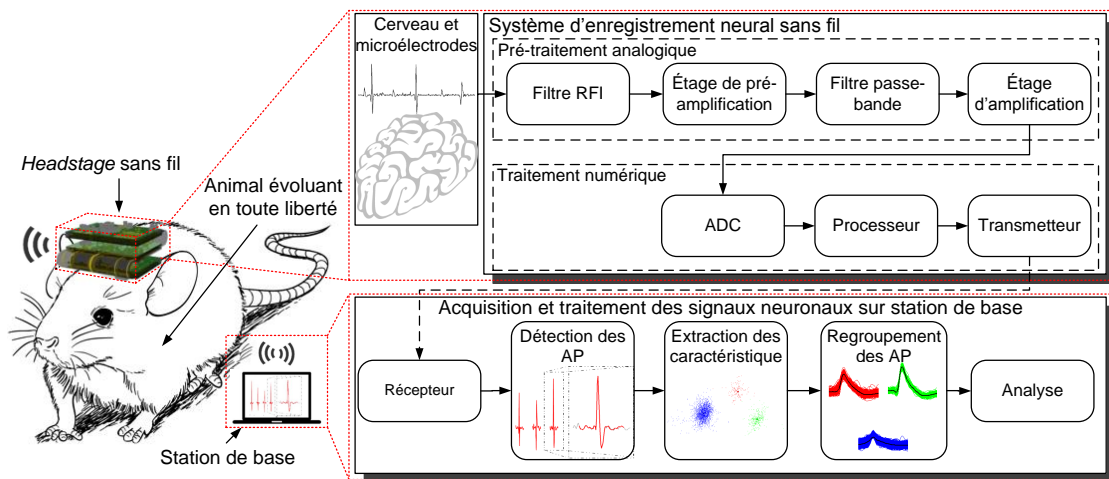 Cerveau et
microélectrodes
Système d'enregistrement neural sans fil
Pré-traitement analogique
Filtre RFI
Étage de pré-
amplification
Filtre passe-
bande
Étage
d'amplification
Headstage sans fil
Animal évoluant
en toute liberté
Traitement numérique
ADC
Processeur
Transmetteur
Acquisition et traitement des signaux neuronaux sur station de base
Récepteur
Détection des
AP
Extraction des
caractéristique
Regroupement
des AP
Analyse
Station de base